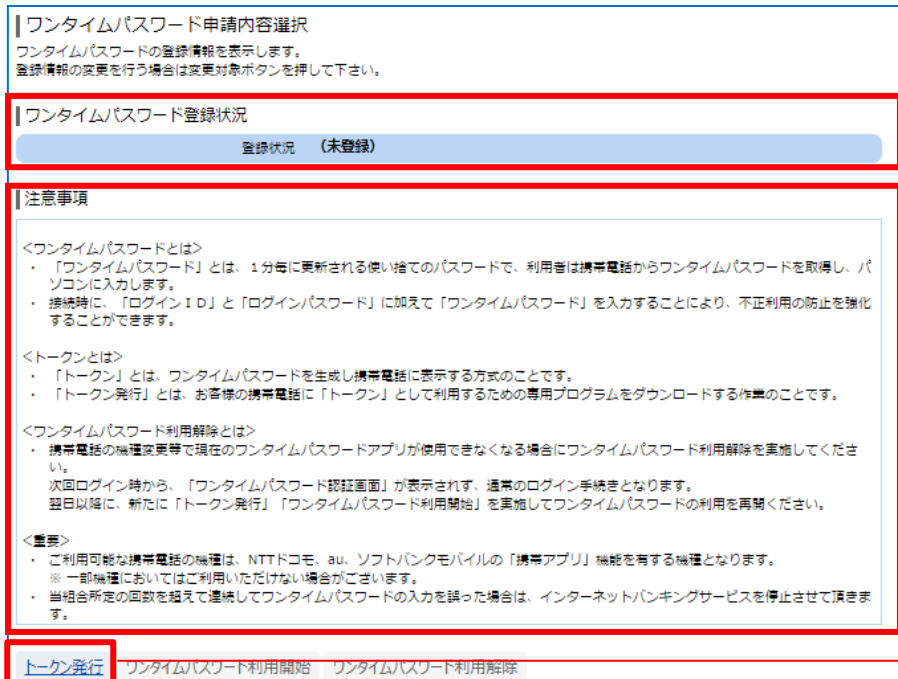 ワンタイムパスワード申請内容選択
ワンタイムパスワードの登録情報を表示します。
登録情報の変更を行う場合は変更対象ボタンを押して下さい。
ワンタイムパスワード登録状況
登録状況 (未登録)
注意事項
<ワンタイムパスワードとは>
・ 「ワンタイムパスワード」とは、１分毎に更新される使い捨てのパスワードで、利用者は携帯電話からワンタイムパスワードを取得し、パ
ソコンに入力します。
・ 接続時に、「ログインＩＤ」と「ログインパスワード」に加えて「ワンタイムパスワード」を入力することにより、不正利用の防止を強化
することができます。
<トークンとは>
・ 「トークン」とは、ワンタイムパスワードを生成し携帯電話に表示する方式のことです。
・ 「トークン発行」とは、お客様の携帯電話に「トークン」として利用するための専用プログラムをダウンロードする作業のことです。
<ワンタイムパスワード利用解除とは>
・ 携帯電話の機種変更等で現在のワンタイムパスワードアプリが使用できなくなる場合にワンタイムパスワード利用解除を実施してくださ
い。
次回ログイン時から、「ワンタイムパスワード認証画面」が表示されず、通常のログイン手続きとなります。
翌日以降に、新たに「トークン発行」「ワンタイムパスワード利用開始」を実施してワンタイムパスワードの利用を再開ください。
<重要>
・ ご利用可能な携帯電話の機種は、NTTドコモ、au、ソフトバンクモバイルの「携帯アプリ」機能を有する機種となります。
※ 一部機種においてはご利用いただけない場合がございます。
・ 当組合所定の回数を超えて連続してワンタイムパスワードの入力を誤った場合は、インターネットバンキングサービスを停止させて頂きま
す。
トークン発行 ワンタイムパスワード利用開始 ワンタイムパスワード利用解除